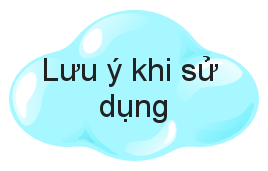 Lưu ý khi sử
dụng